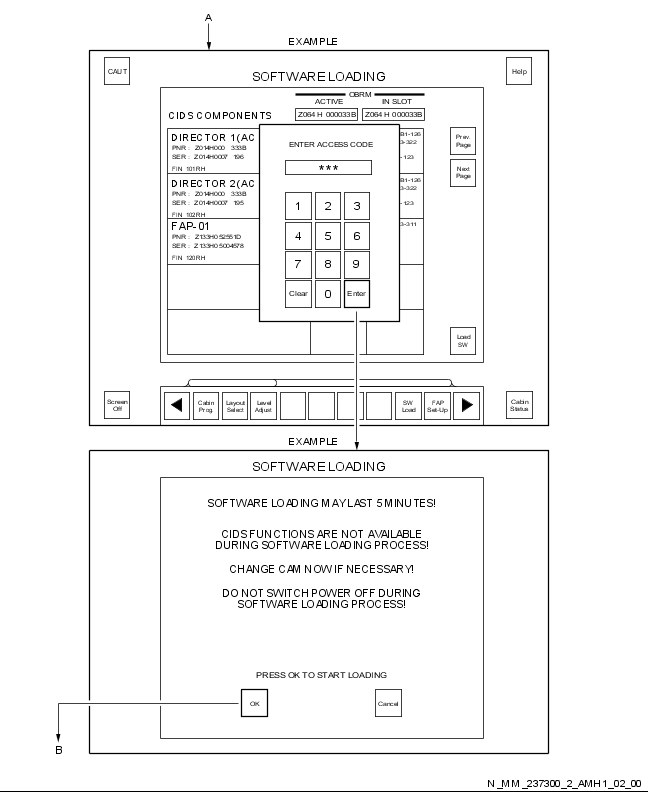 A
EXAMPLE
CAUT
SOFTWARE LOADING
Help
OBRM
ACTIVE IN SLOT
CIDS COMPONENTS Z064 H 000033B Z064 H 000033B
DIRECTOR 1(AC
PNR : Z014H000 333B
SER : Z014H0007 196
FIN 101RH
B1-126
3-322
-123
DIRECTOR 2(AC
PNR : Z014H000 333B
SER : Z014H0007 195
FIN 102RH
B1-126
3-322
-123
FAP-01
PNR : Z133H052551D
SER : Z133H05004578
FIN 120RH
3-311
Prev.
Page
Next
Page
ENTER ACCESS CODE
***
1 2 3
4 5 6
7 8 9
Clear 0 Enter
Load
SW
Screen
Off
Cabin
Prog.
Layout
Select
Level
Adjust
SW
Load
FAP
Set-Up
Cabin
Status
EXAMPLE
SOFTWARE LOADING
SOFTWARE LOADING MAY LAST 5 MINUTES!
CIDS FUNCTIONS ARE NOT AVAILABLE
DURING SOFTWARE LOADING PROCESS!
CHANGE CAM NOW IF NECESSARY!
DO NOT SWITCH POWER OFF DURING
SOFTWARE LOADING PROCESS!
PRESS OK TO START LOADING
OK Cancel
B
N_MM_237300_2_AMH1_02_00